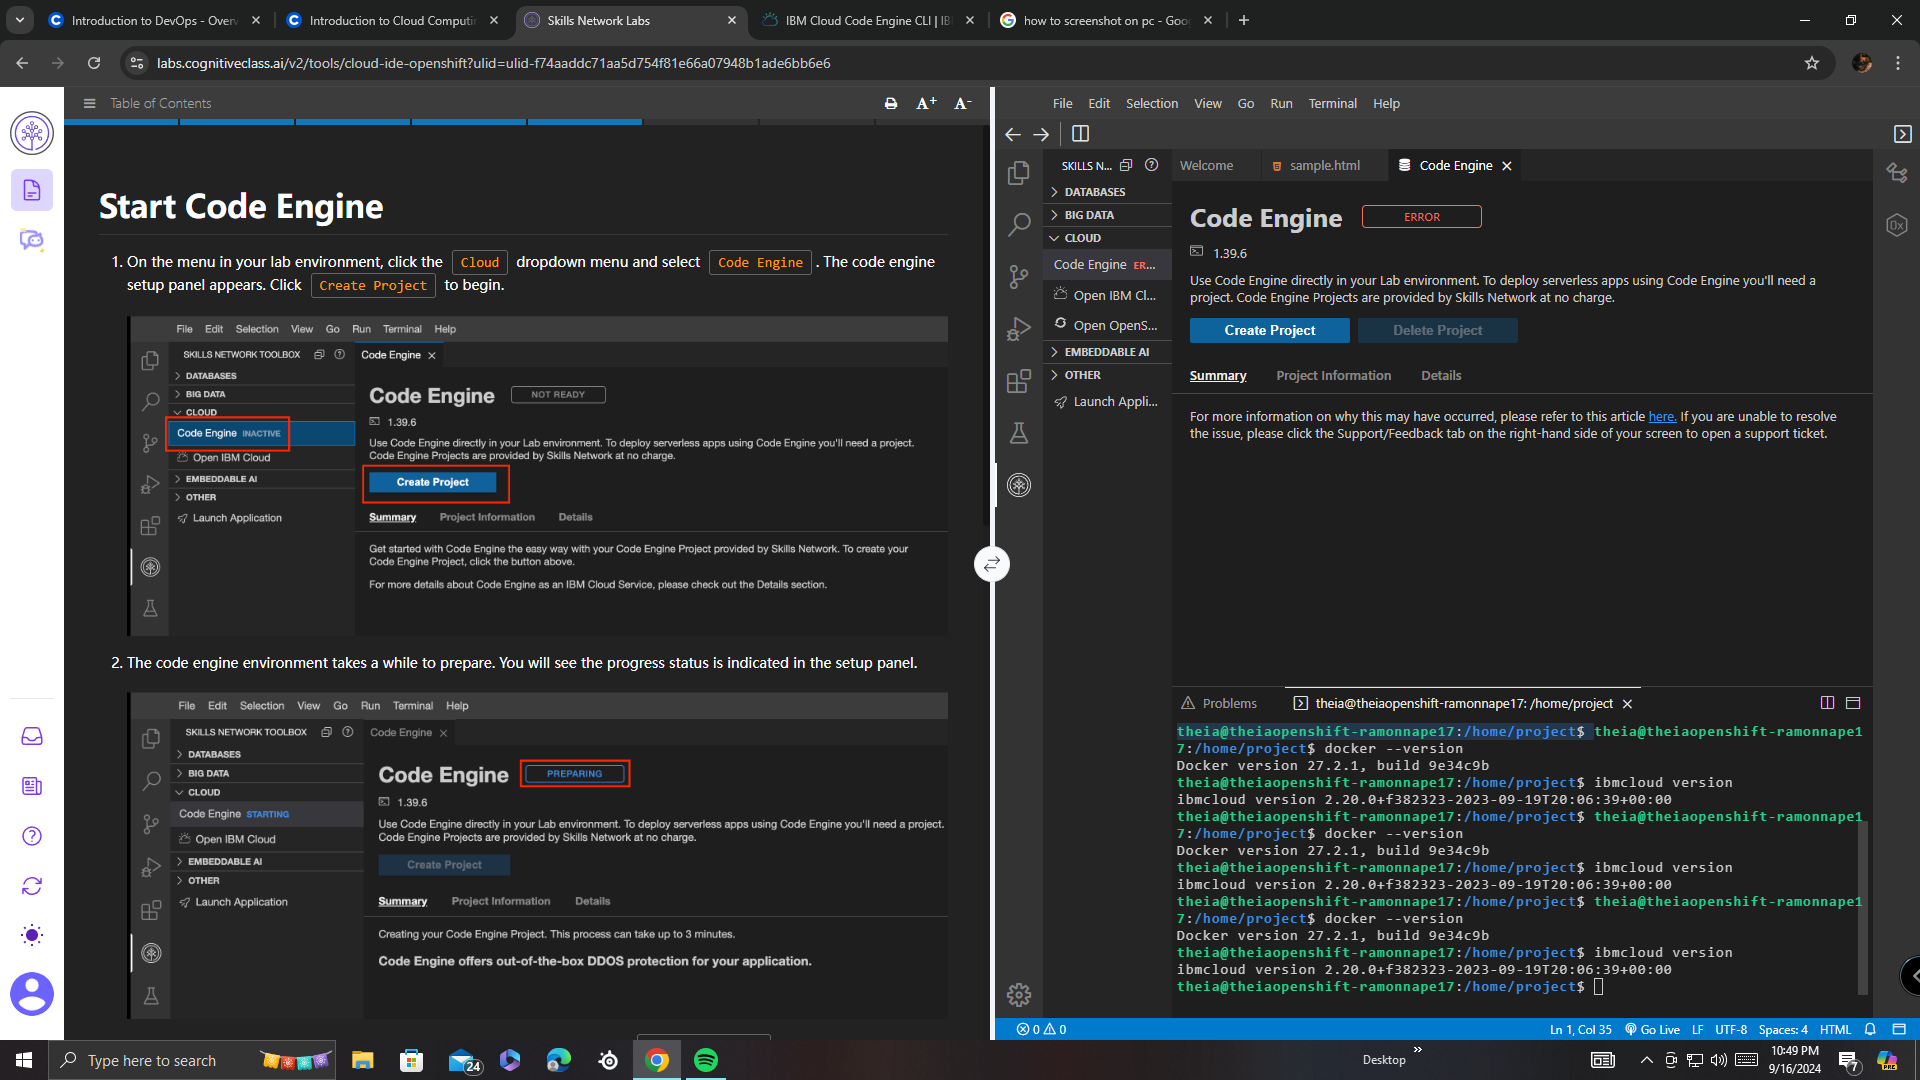 Introduction to DevOps - Overv
Introduction to Cloud Computin
Skills Network Labs
IBM Cloud Code Engine CLI | IB
how to screenshot on pc - Goo
labs.cognitiveclass.ai/v2/tools/cloud-ide-openshift?ulid=ulid-f74aaddc71aa5d754f81e66a07948b1ade6bb6e6
Table of Contents
A+ A-
Start Code Engine
1. On the menu in your lab environment, click the Cloud dropdown menu and select Code Engine . The code engine
setup panel appears. Click Create Project to begin.
File Edit Selection View Go Run Terminal Help
SKILLS NETWORK TOOLBOX
Code Engine
DATABASES
BIG DATA
CLOUD
Code Engine INACTIVE
Open IBM Cloud
EMBEDDABLE AI
OTHER
Launch Application
Code Engine NOT READY
1.39.6
Use Code Engine directly in your Lab environment. To deploy serverless apps using Code Engine you'll need a project.
Code Engine Projects are provided by Skills Network at no charge.
Create Project
Summary Project Information Details
Get started with Code Engine the easy way with your Code Engine Project provided by Skills Network. To create your
Code Engine Project, click the button above.
For more details about Code Engine as an IBM Cloud Service, please check out the Details section.
2. The code engine environment takes a while to prepare. You will see the progress status is indicated in the setup panel.
File Edit Selection View Go Run Terminal Help
SKILLS NETWORK TOOLBOX
Code Engine
DATABASES
BIG DATA
CLOUD
Code Engine STARTING
Open IBM Cloud
EMBEDDABLE AI
OTHER
Launch Application
Code Engine PREPARING
1.39.6
Use Code Engine directly in your Lab environment. To deploy serverless apps using Code Engine you'll need a project.
Code Engine Projects are provided by Skills Network at no charge.
Create Project
Summary Project Information Details
Creating your Code Engine Project. This process can take up to 3 minutes.
Code Engine offers out-of-the-box DDOS protection for your application.
File Edit Selection View Go Run Terminal Help
SKILLS N...
DATABASES
BIG DATA
CLOUD
Code Engine ER...
Open IBM Cl...
Open OpenS...
EMBEDDABLE AI
OTHER
Launch Appli...
Welcome sample.html Code Engine
Code Engine ERROR
1.39.6
Use Code Engine directly in your Lab environment. To deploy serverless apps using Code Engine you'll need a
project. Code Engine Projects are provided by Skills Network at no charge.
Create Project Delete Project
Summary Project Information Details
For more information on why this may have occurred, please refer to this article here. If you are unable to resolve
the issue, please click the Support/Feedback tab on the right-hand side of your screen to open a support ticket.
0x
Problems theia@theiaopenshift-ramonnape17: /home/project
theia@theiaopenshift-ramonnape17:/home/project$ theia@theiaopenshift-ramonnape1
7:/home/project$ docker --version
Docker version 27.2.1, build 9e34c9b
theia@theiaopenshift-ramonnape17:/home/project$ ibmcloud version
ibmcloud version 2.20.0+f382323-2023-09-19T20:06:39+00:00
theia@theiaopenshift-ramonnape17:/home/project$ theia@theiaopenshift-ramonnape1
7:/home/project$ docker --version
Docker version 27.2.1, build 9e34c9b
theia@theiaopenshift-ramonnape17:/home/project$ ibmcloud version
ibmcloud version 2.20.0+f382323-2023-09-19T20:06:39+00:00
theia@theiaopenshift-ramonnape17:/home/project$ theia@theiaopenshift-ramonnape1
7:/home/project$ docker --version
Docker version 27.2.1, build 9e34c9b
theia@theiaopenshift-ramonnape17:/home/project$ ibmcloud version
ibmcloud version 2.20.0+f382323-2023-09-19T20:06:39+00:00
theia@theiaopenshift-ramonnape17:/home/project$
0 0 Ln 1, Col 35 Go Live LF UTF-8 Spaces: 4 HTML
Type here to search
24
Desktop
10:49 PM
9/16/2024
7
PRE